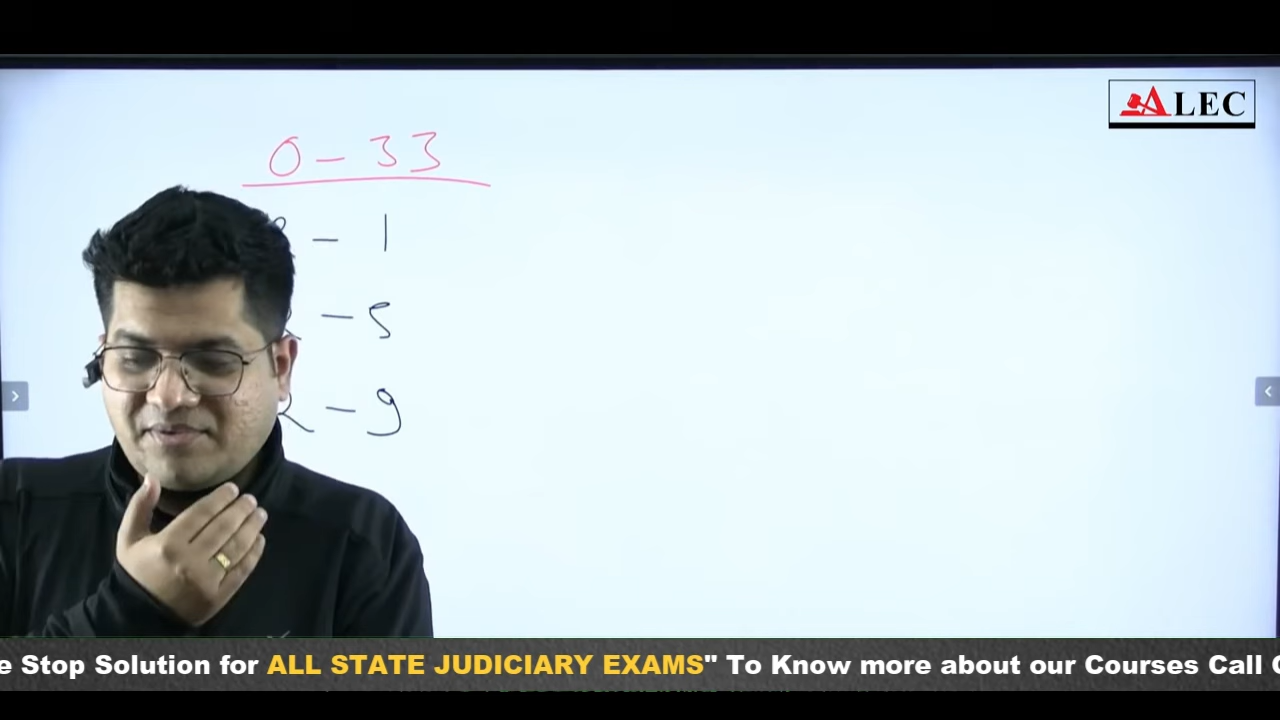 ALEC
0 - 33
- 1
- 5
R - 9
e Stop Solution for ALL STATE JUDICIARY EXAMS" To Know more about our Courses Call